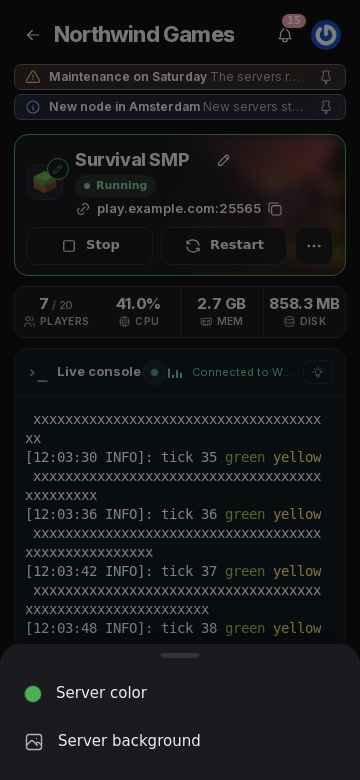 Northwind Games
15
Maintenance on Saturday The servers r...
New node in Amsterdam New servers st...
Survival SMP
Running
play.example.com:25565
Stop
Restart
7 / 20
41.0%
2.7 GB
858.3 MB
PLAYERS
CPU
MEM
DISK
Live console
Connected to W...
xxxxxxxxxxxxxxxxxxxxxxxxxxxxxxxxxxxx
xx
[12:03:30 INFO]: tick 35 green yellow
xxxxxxxxxxxxxxxxxxxxxxxxxxxxxxxxxxxx
xxxxxxxxx
[12:03:36 INFO]: tick 36 green yellow
xxxxxxxxxxxxxxxxxxxxxxxxxxxxxxxxxxxx
xxxxxxxxxxxxxxxx
[12:03:42 INFO]: tick 37 green yellow
xxxxxxxxxxxxxxxxxxxxxxxxxxxxxxxxxxxx
xxxxxxxxxxxxxxxxxxxxxxx
[12:03:48 INFO]: tick 38 green yellow
Server color
Server background